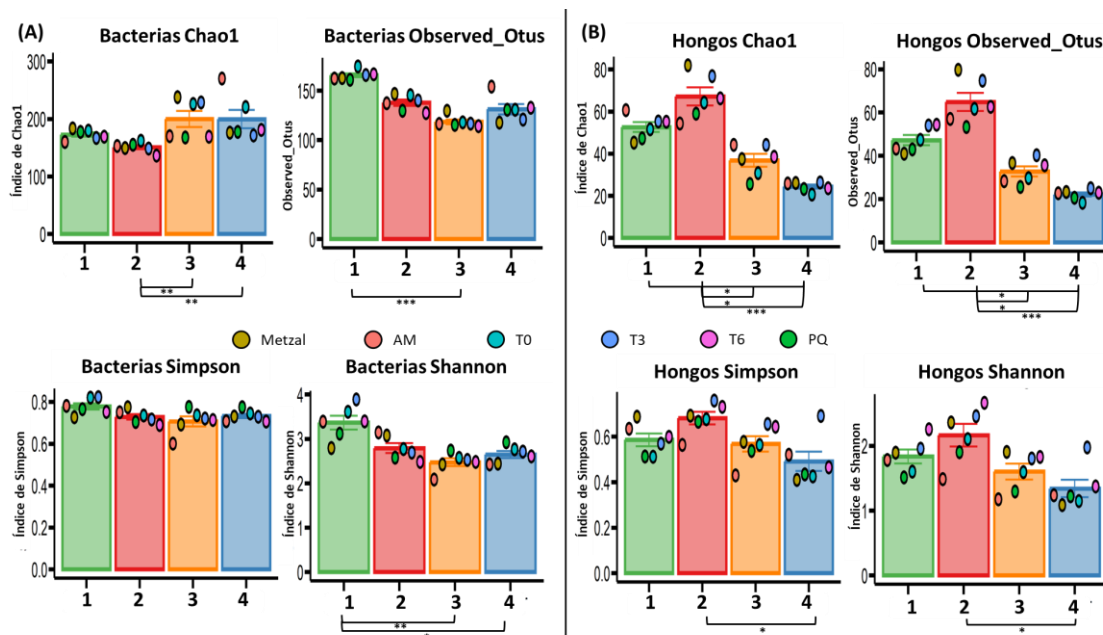 (A)
Bacterias Chao1
Índice de Chao1
300
200
100
0
1 2 3 4
**
**
Bacterias Observed_Otus
Observed_Otus
150
100
50
0
1 2 3 4
***
(B)
Hongos Chao1
Índice de Chao1
80
60
40
20
0
1 2 3 4
*
*
***
Hongos Observed_Otus
Observed_Otus
80
60
40
20
0
1 2 3 4
*
*
***
Metzal AM T0 T3 T6 PQ
Bacterias Simpson
Índice de Simpson
0.8
0.6
0.4
0.2
0.0
1 2 3 4
Bacterias Shannon
Índice de Shannon
4
3
2
1
0
1 2 3 4
**
*
Hongos Simpson
Índice de Simpson
0.6
0.4
0.2
0.0
1 2 3 4
*
Hongos Shannon
Índice de Shannon
2
1
0
1 2 3 4
*